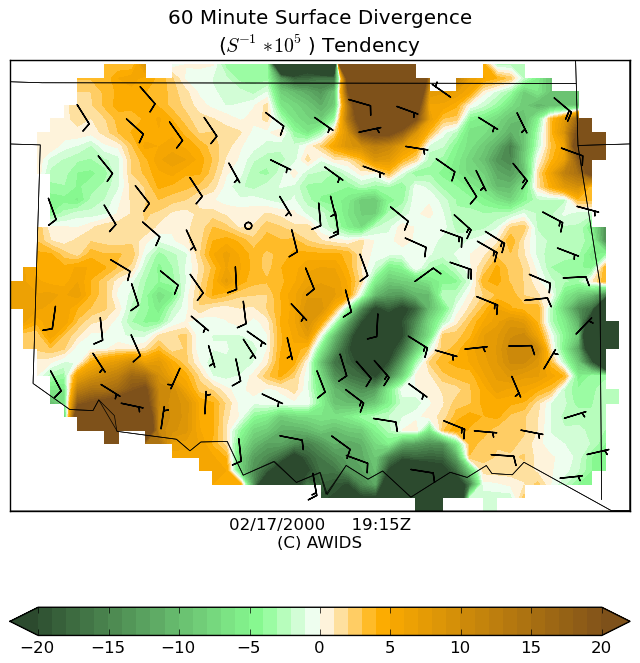 60 Minute Surface Divergence
(S⁻¹ ∗10⁵ ) Tendency
02/17/2000 19:15Z
(C) AWIDS
−20 −15 −10 −5 0 5 10 15 20